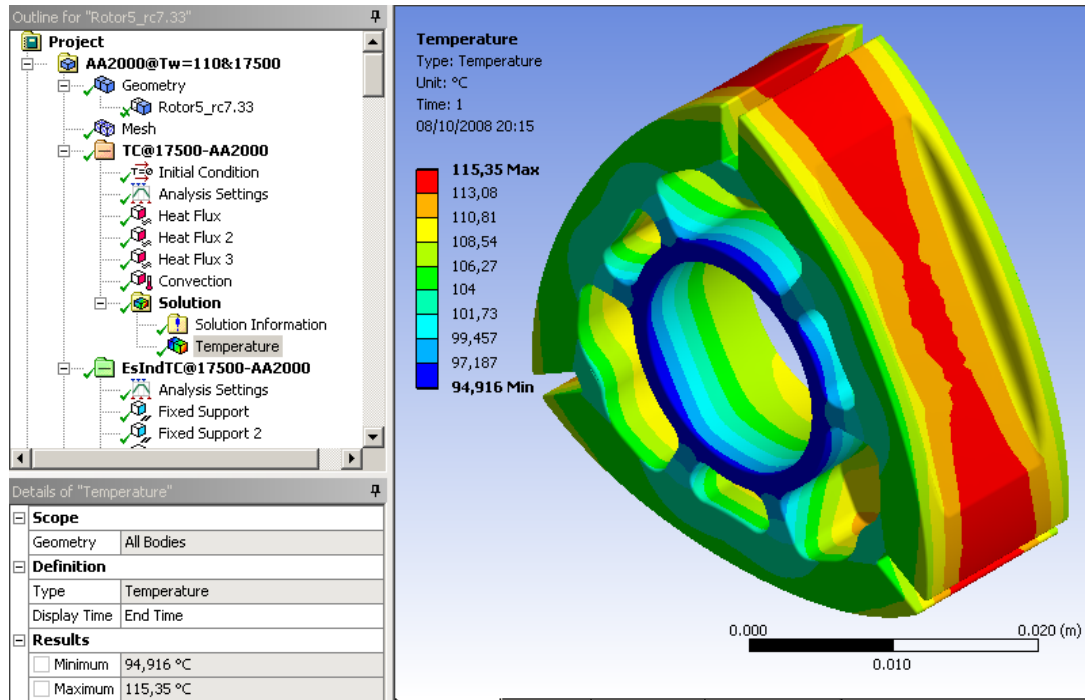 Outline for "Rotor5_rc7.33"
Project
AA2000@Tw=110&17500
Geometry
Rotor5_rc7.33
Mesh
TC@17500-AA2000
T=0
Initial Condition
Analysis Settings
Heat Flux
Heat Flux 2
Heat Flux 3
Convection
Solution
Solution Information
Temperature
EsIndTC@17500-AA2000
Analysis Settings
Fixed Support
Fixed Support 2
Details of "Temperature"
Scope
Geometry All Bodies
Definition
Type Temperature
Display Time End Time
Results
Minimum 94,916 °C
Maximum 115,35 °C
Temperature
Type: Temperature
Unit: °C
Time: 1
08/10/2008 20:15
115,35 Max
113,08
110,81
108,54
106,27
104
101,73
99,457
97,187
94,916 Min
0.000 0.020 (m)
0.010